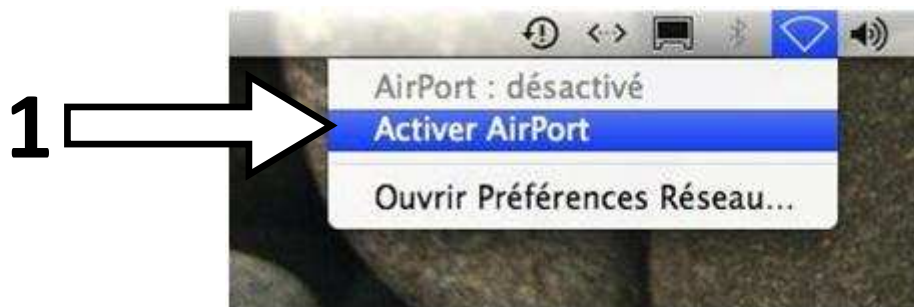 1
AirPort : désactivé
Activer AirPort
Ouvrir Préférences Réseau...